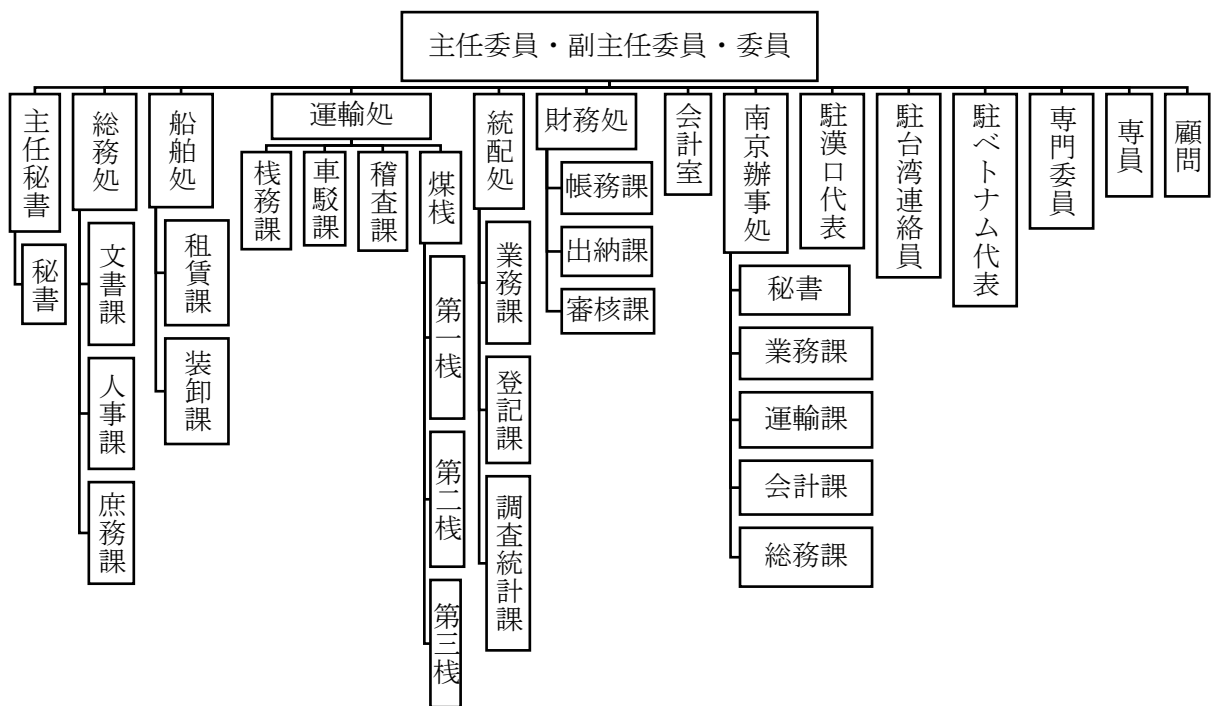 主任委員・副主任委員・委員
主任秘書
秘書
総務処
文書課
人事課
庶務課
船舶処
租賃課
装卸課
運輸処
桟務課
車駁課
稽査課
煤桟
第一桟
第二桟
第三桟
統配処
業務課
登記課
調査統計課
財務処
帳務課
出納課
審核課
会計室
南京辦事処
秘書
業務課
運輸課
会計課
総務課
駐漢口代表
駐台湾連絡員
駐ベトナム代表
専門委員
専員
顧問